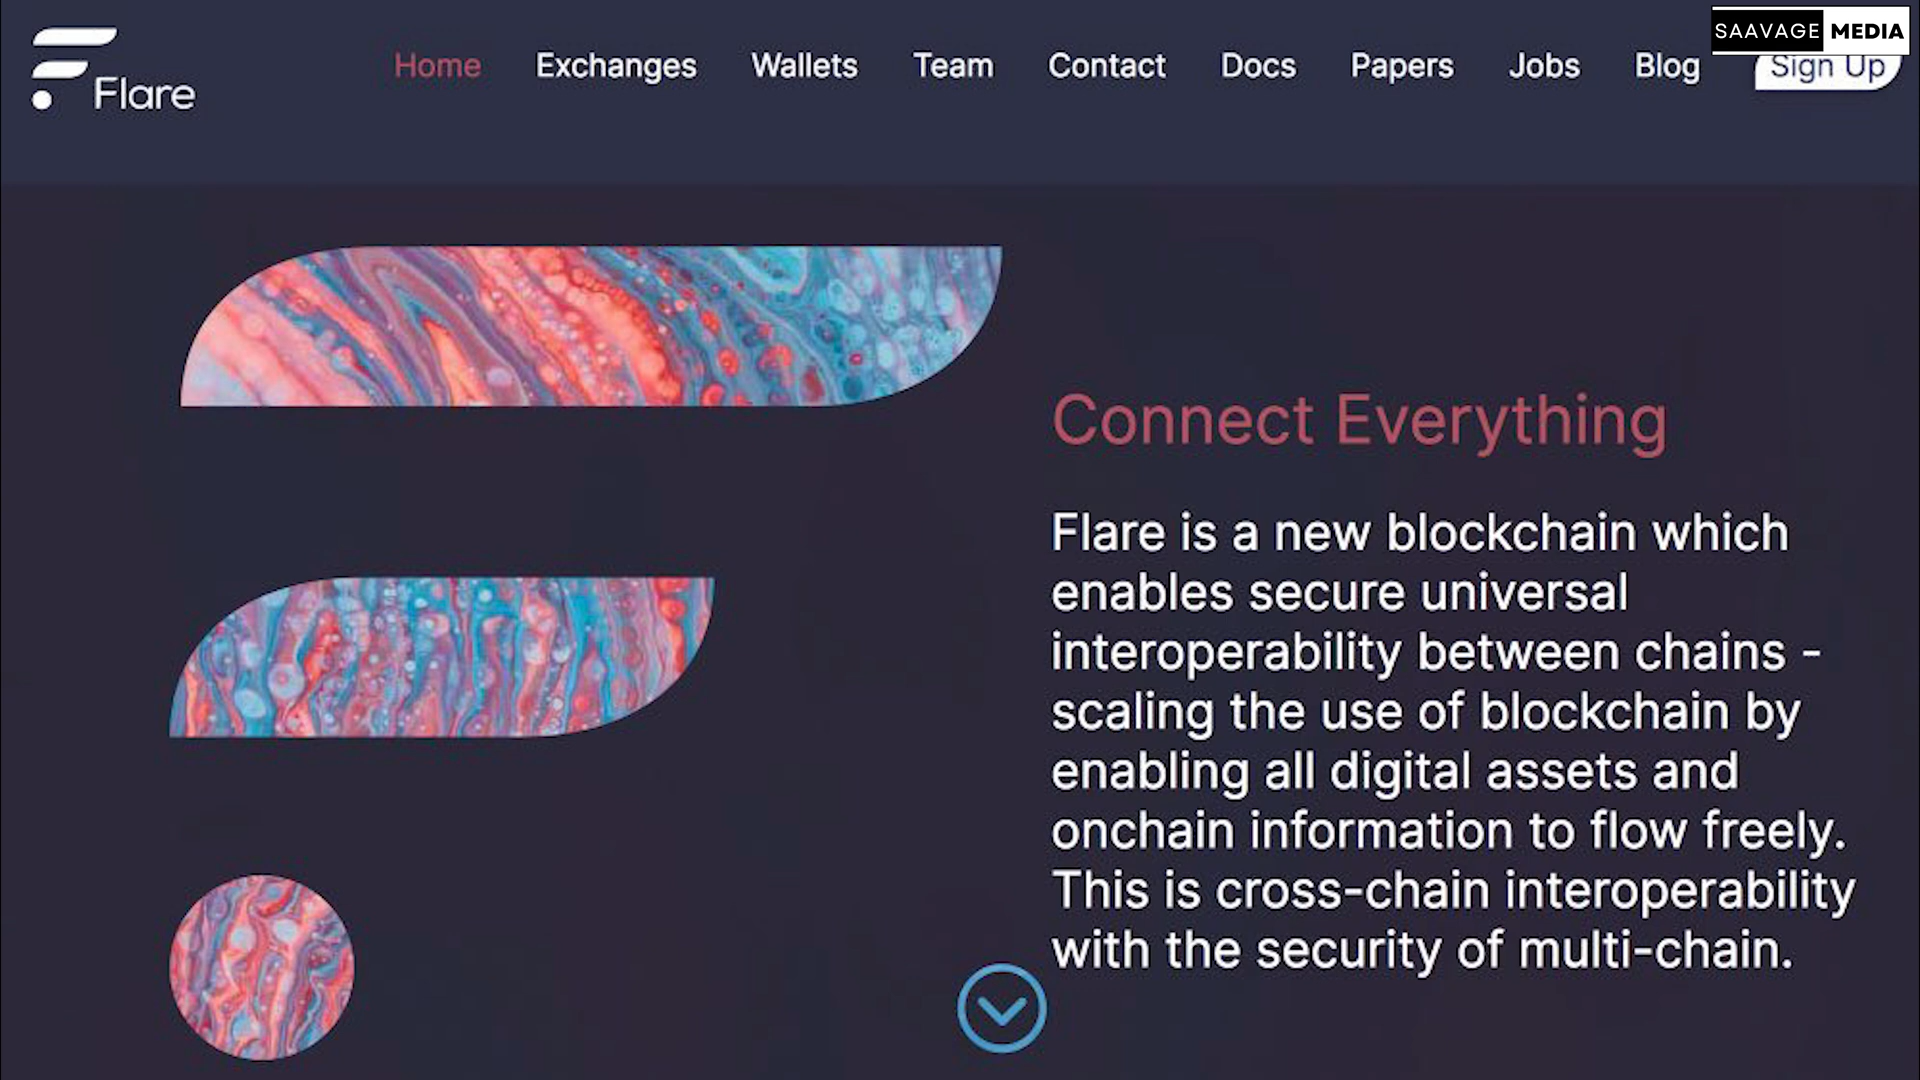 SAAVAGE MEDIA
Flare
Home Exchanges Wallets Team Contact Docs Papers Jobs Blog Sign Up
Connect Everything
Flare is a new blockchain which
enables secure universal
interoperability between chains -
scaling the use of blockchain by
enabling all digital assets and
onchain information to flow freely.
This is cross-chain interoperability
with the security of multi-chain.